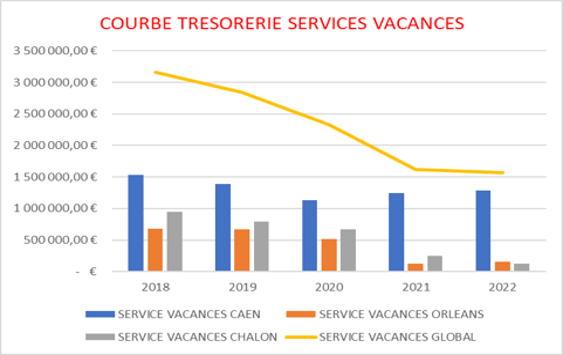 COURBE TRESORERIE SERVICES VACANCES
3 500 000,00 €
3 000 000,00 €
2 500 000,00 €
2 000 000,00 €
1 500 000,00 €
1 000 000,00 €
500 000,00 €
- €
2018 2019 2020 2021 2022
SERVICE VACANCES CAEN SERVICE VACANCES ORLEANS
SERVICE VACANCES CHALON SERVICE VACANCES GLOBAL